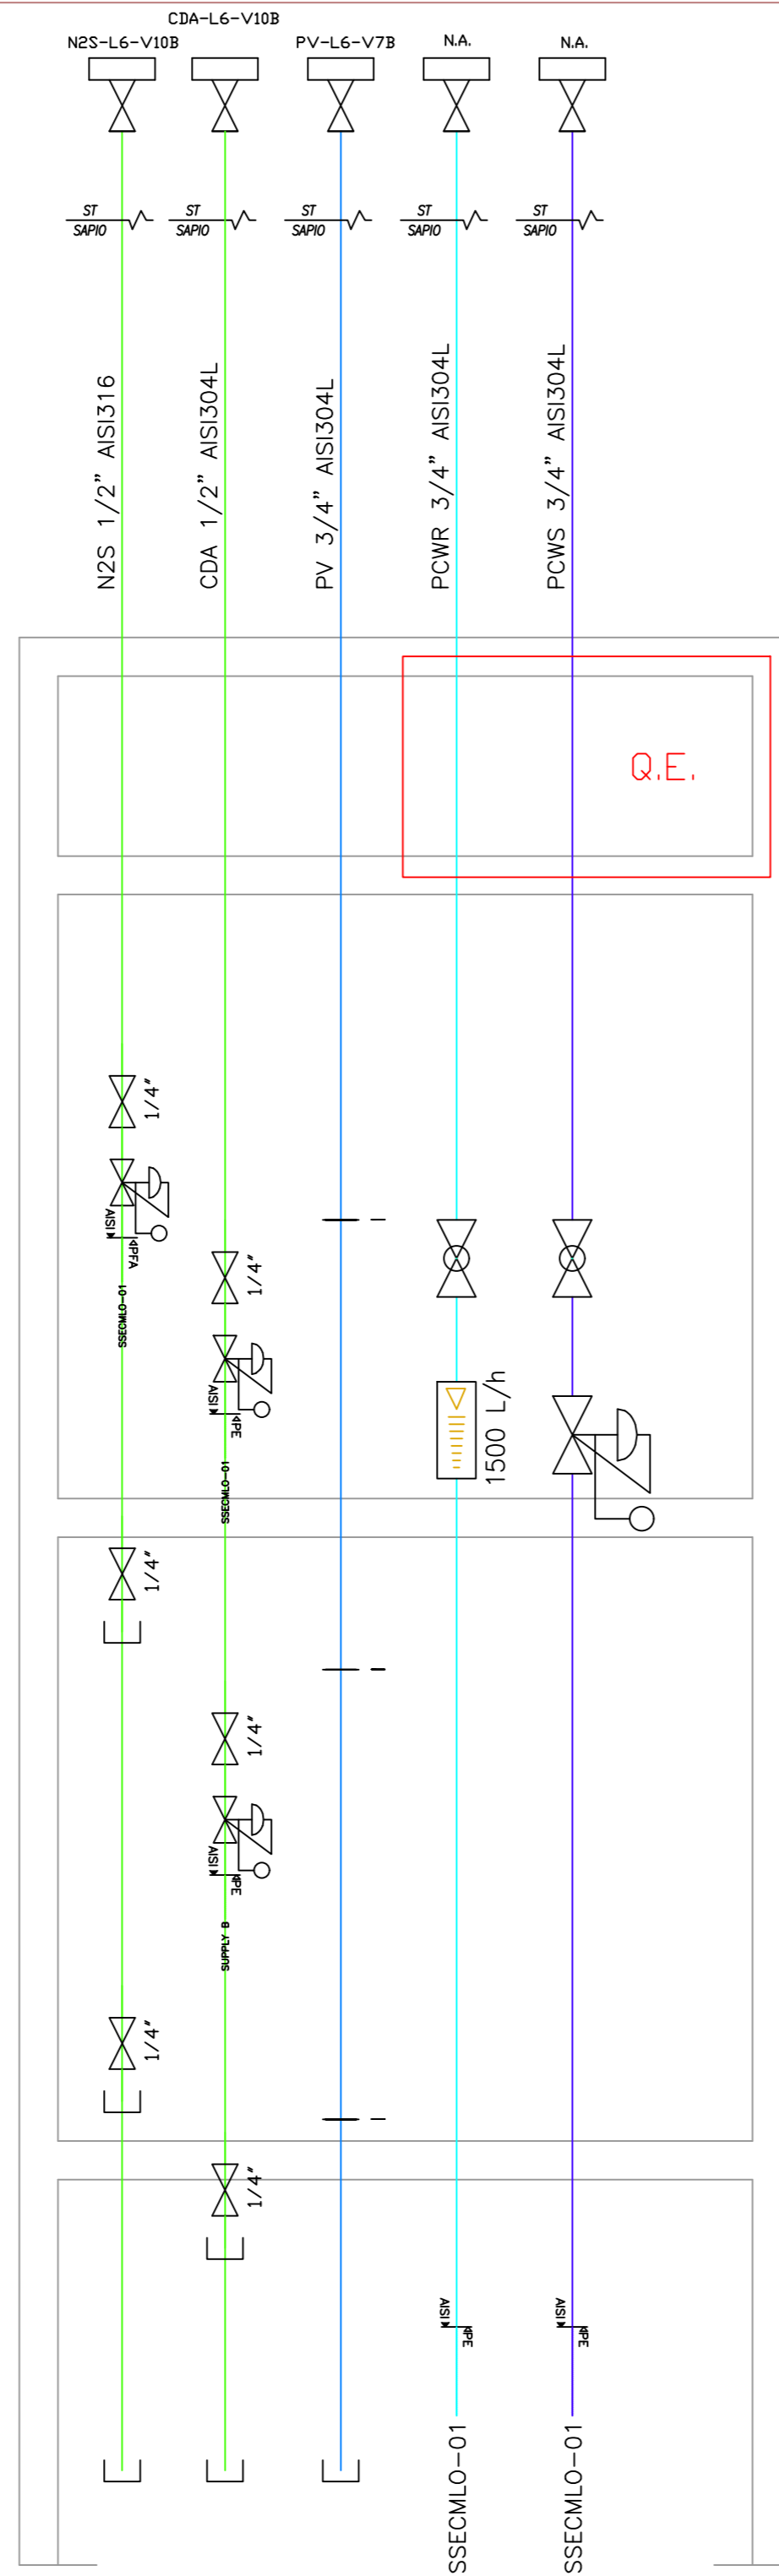 CDA-L6-V10B
N2S-L6-V10B
PV-L6-V7B
N.A.
N.A.
ST
SAPIO
ST
SAPIO
ST
SAPIO
ST
SAPIO
ST
SAPIO
N2S 1/2" AISI316
CDA 1/2" AISI304L
PV 3/4" AISI304L
PCWR 3/4" AISI304L
PCWS 3/4" AISI304L
Q.E.
1/4"
AISI
PFA
SSECMLO-01
1/4"
AISI
PE
SSECMLO-01
1500 L/h
1/4"
1/4"
AISI
PE
SUPPLY B
1/4"
1/4"
AISI
PE
AISI
PE
SSECMLO-01
SSECMLO-01